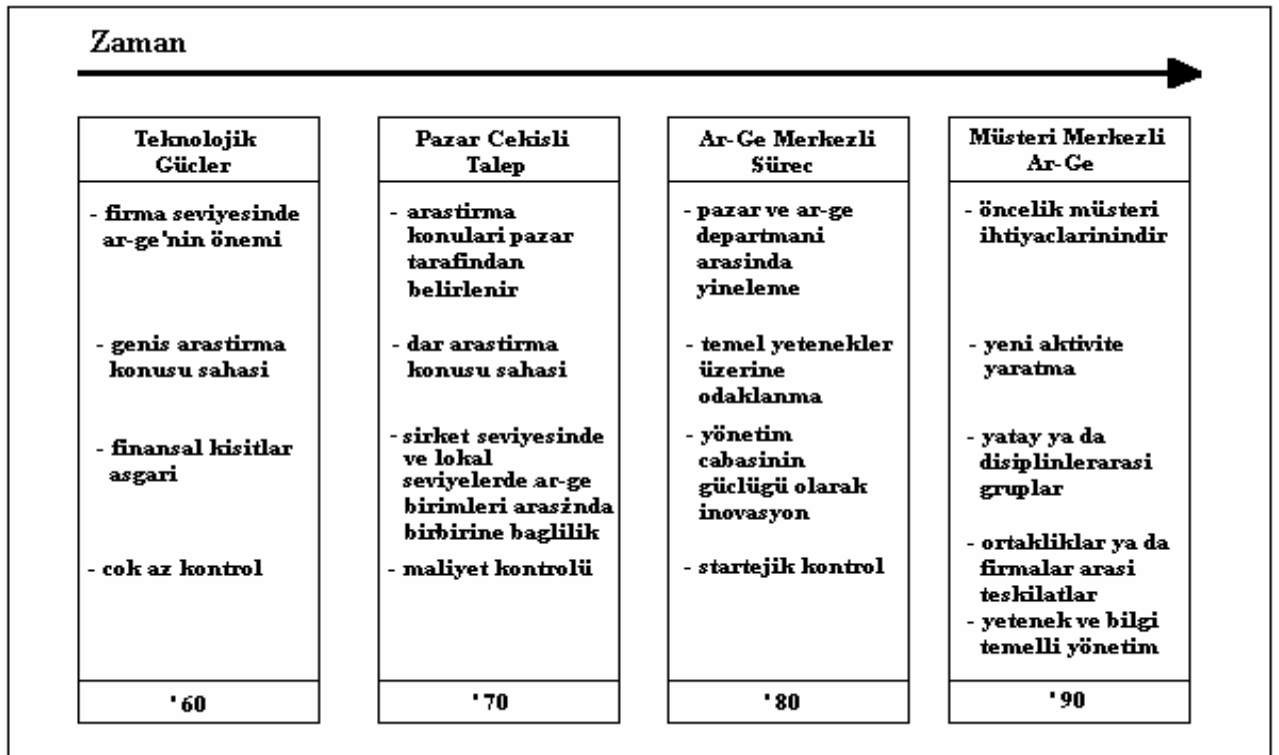 Zaman
Teknolojik
Gücler
- firma seviyesinde
ar-ge'nin önemi
- genis arastirma
konusu sahasi
- finansal kisitlar
asgari
- cok az kontrol
'60
Pazar Cekisli
Talep
- arastirma
konulari pazar
tarafindan
belirlenir
- dar arastirma
konusu sahasi
- sirket seviyesinde
ve lokal
seviyelerde ar-ge
birimleri arasinda
birbirine baglilik
- maliyet kontrolü
'70
Ar-Ge Merkezli
Sürec
- pazar ve ar-ge
departmani
arasinda
yineleme
- temel yetenekler
üzerine
odaklanma
- yönetim
cabasinin
güclügü olarak
inovasyon
- startejik kontrol
'80
Müsteri Merkezli
Ar-Ge
- öncelik müsteri
ihtiyaclarinindir
- yeni aktivite
yaratma
- yatay ya da
disiplinlerarasi
gruplar
- ortakliklar ya da
firmalar arasi
teskilatlar
- yetenek ve bilgi
temelli yönetim
'90